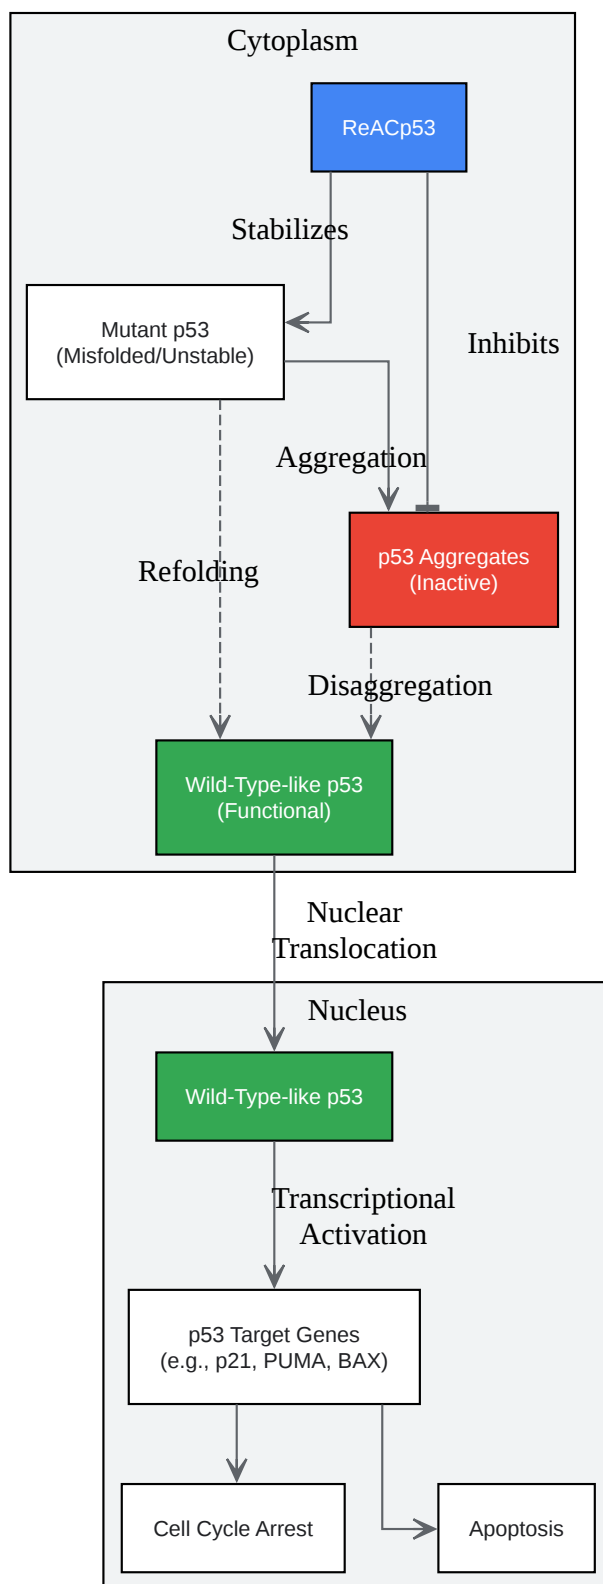 Cytoplasm
ReACp53
Stabilizes
Mutant p53
(Misfolded/Unstable)
Inhibits
Aggregation
p53 Aggregates
(Inactive)
Refolding
Disaggregation
Wild-Type-like p53
(Functional)
Nuclear
Translocation
Nucleus
Wild-Type-like p53
Transcriptional
Activation
p53 Target Genes
(e.g., p21, PUMA, BAX)
Cell Cycle Arrest
Apoptosis